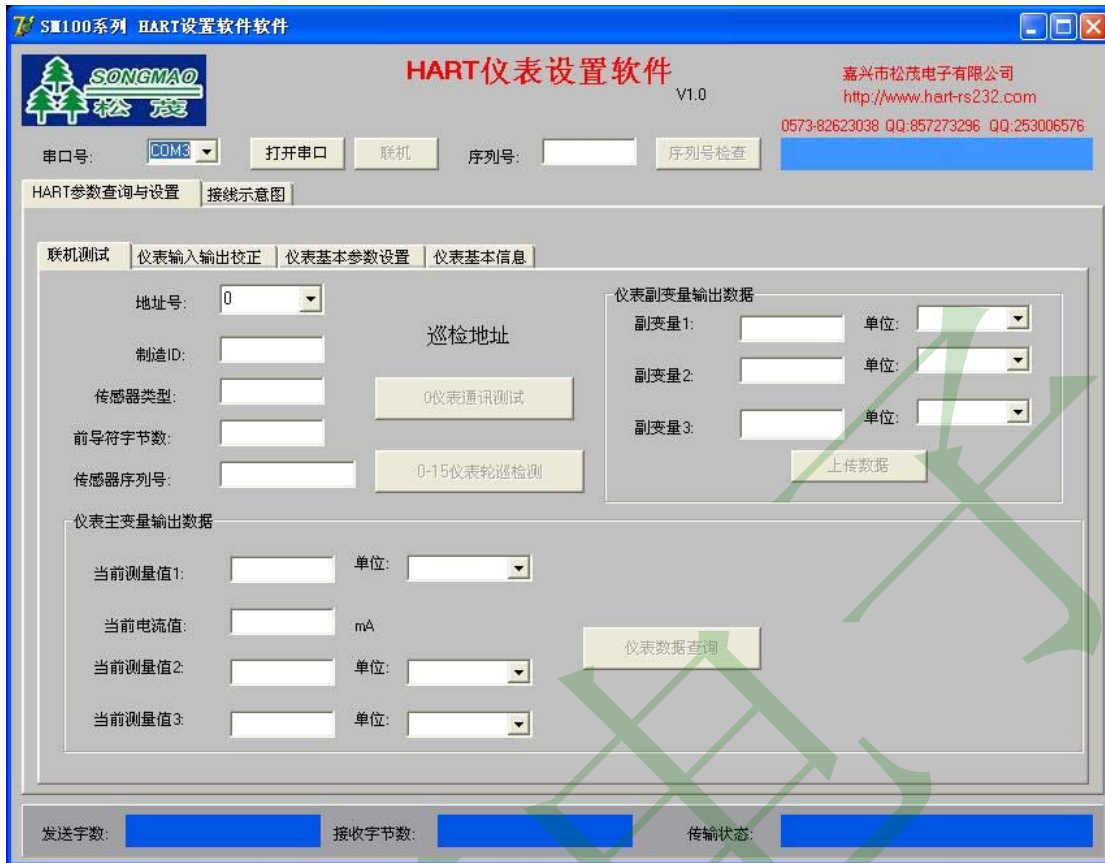 SM100系列 HART设置软件软件
SONGMAO
松茂
HART仪表设置软件
V1.0
嘉兴市松茂电子有限公司
http://www.hart-rs232.com
0573-82623038 QQ:857273296 QQ:253006576
串口号: COM3 打开串口 联机 序列号: 序列号检查
HART参数查询与设置 接线示意图
联机测试 仪表输入输出校正 仪表基本参数设置 仪表基本信息
地址号: 0
制造ID:
传感器类型:
前导符字节数:
传感器序列号:
巡检地址
0仪表通讯测试
0-15仪表轮巡检测
仪表副变量输出数据
副变量1: 单位:
副变量2: 单位:
副变量3: 单位:
上传数据
仪表主变量输出数据
当前测量值1: 单位:
当前电流值: mA
当前测量值2: 单位:
当前测量值3: 单位:
仪表数据查询
发送字数: 接收字节数: 传输状态: